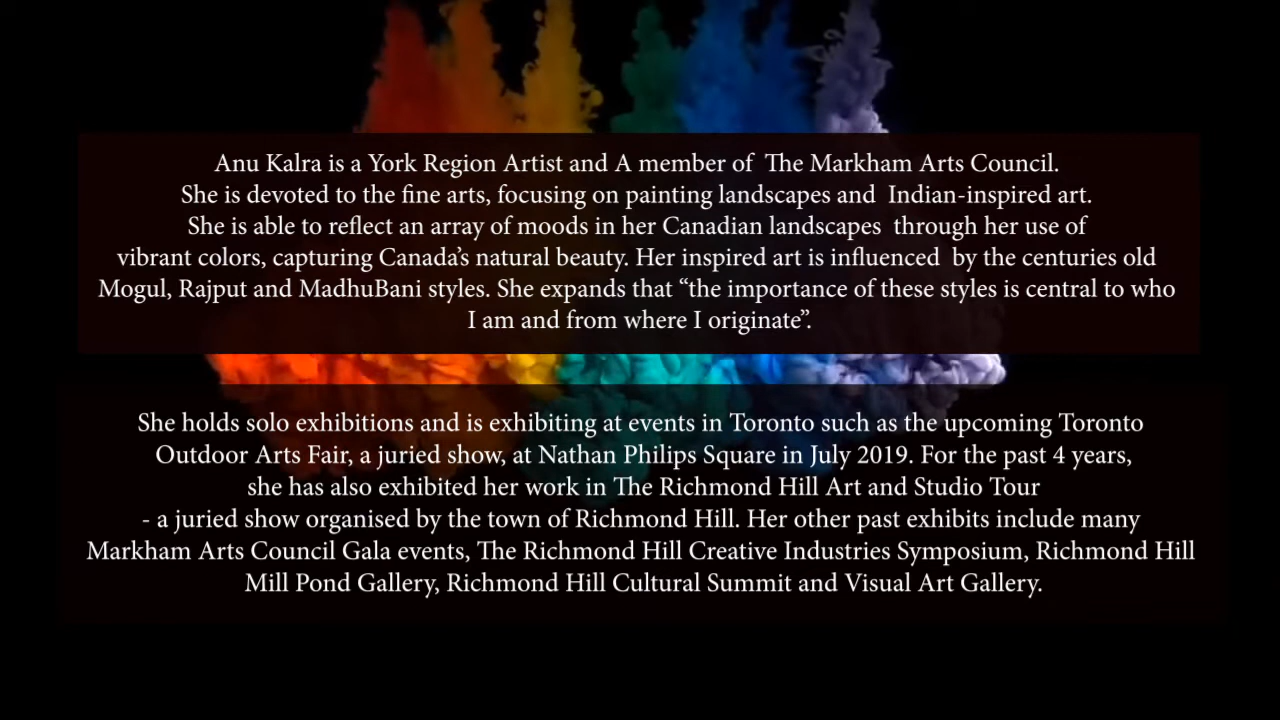 Anu Kalra is a York Region Artist and A member of The Markham Arts Council.
She is devoted to the fine arts, focusing on painting landscapes and Indian-inspired art.
She is able to reflect an array of moods in her Canadian landscapes through her use of
vibrant colors, capturing Canada’s natural beauty. Her inspired art is influenced by the centuries old
Mogul, Rajput and MadhuBani styles. She expands that “the importance of these styles is central to who
I am and from where I originate”.
She holds solo exhibitions and is exhibiting at events in Toronto such as the upcoming Toronto
Outdoor Arts Fair, a juried show, at Nathan Philips Square in July 2019. For the past 4 years,
she has also exhibited her work in The Richmond Hill Art and Studio Tour
- a juried show organised by the town of Richmond Hill. Her other past exhibits include many
Markham Arts Council Gala events, The Richmond Hill Creative Industries Symposium, Richmond Hill
Mill Pond Gallery, Richmond Hill Cultural Summit and Visual Art Gallery.